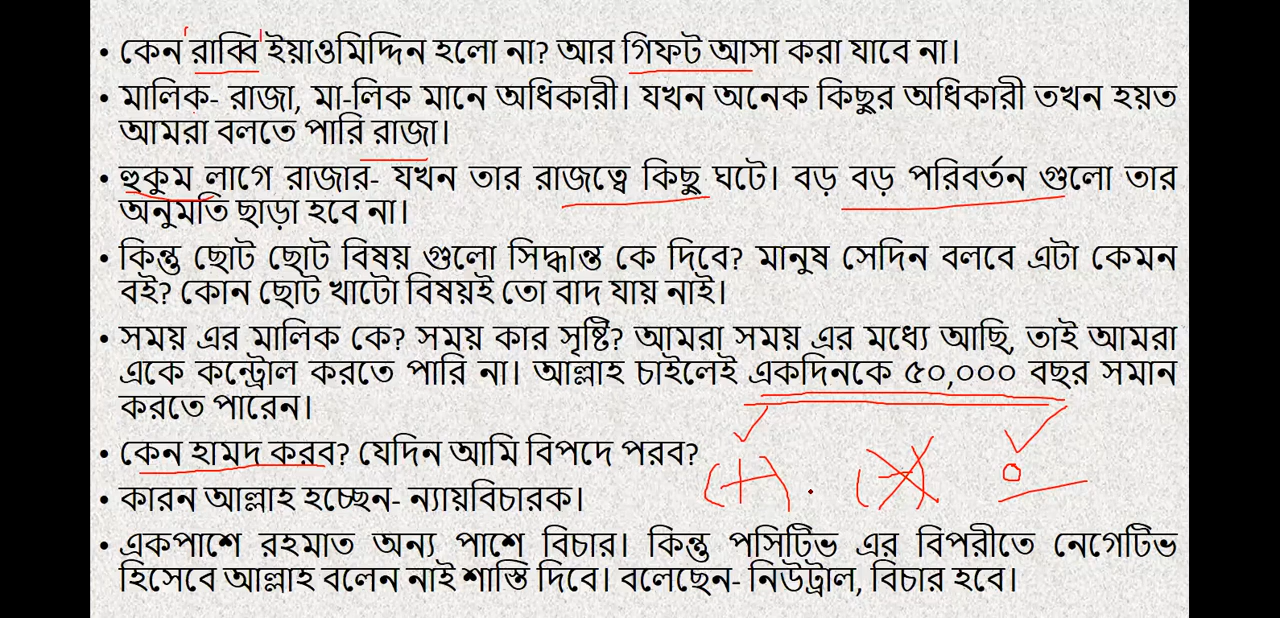 • কেন রাব্বি ইয়াওমিদ্দিন হলো না? আর গিফট আসা করা যাবে না।
• মালিক- রাজা, মা-লিক মানে অধিকারী। যখন অনেক কিছুর অধিকারী তখন হয়ত
আমরা বলতে পারি রাজা।
• হুকুম লাগে রাজার- যখন তার রাজত্বে কিছু ঘটে। বড় বড় পরিবর্তন গুলো তার
অনুমতি ছাড়া হবে না।
• কিন্তু ছোট ছোট বিষয় গুলো সিদ্ধান্ত কে দিবে? মানুষ সেদিন বলবে এটা কেমন
বই? কোন ছোট খাটো বিষয়ই তো বাদ যায় নাই।
• সময় এর মালিক কে? সময় কার সৃষ্টি? আমরা সময় এর মধ্যে আছি, তাই আমরা
একে কন্ট্রোল করতে পারি না। আল্লাহ চাইলেই একদিনকে ৫০,০০০ বছর সমান
করতে পারেন।
• কেন হামদ করব? যেদিন আমি বিপদে পরব?
(+) (-) 0
• কারন আল্লাহ হচ্ছেন- ন্যায়বিচারক।
• একপাশে রহমাত অন্য পাশে বিচার। কিন্তু পসিটিভ এর বিপরীতে নেগেটিভ
হিসেবে আল্লাহ বলেন নাই শাস্তি দিবে। বলেছেন- নিউট্রাল, বিচার হবে।